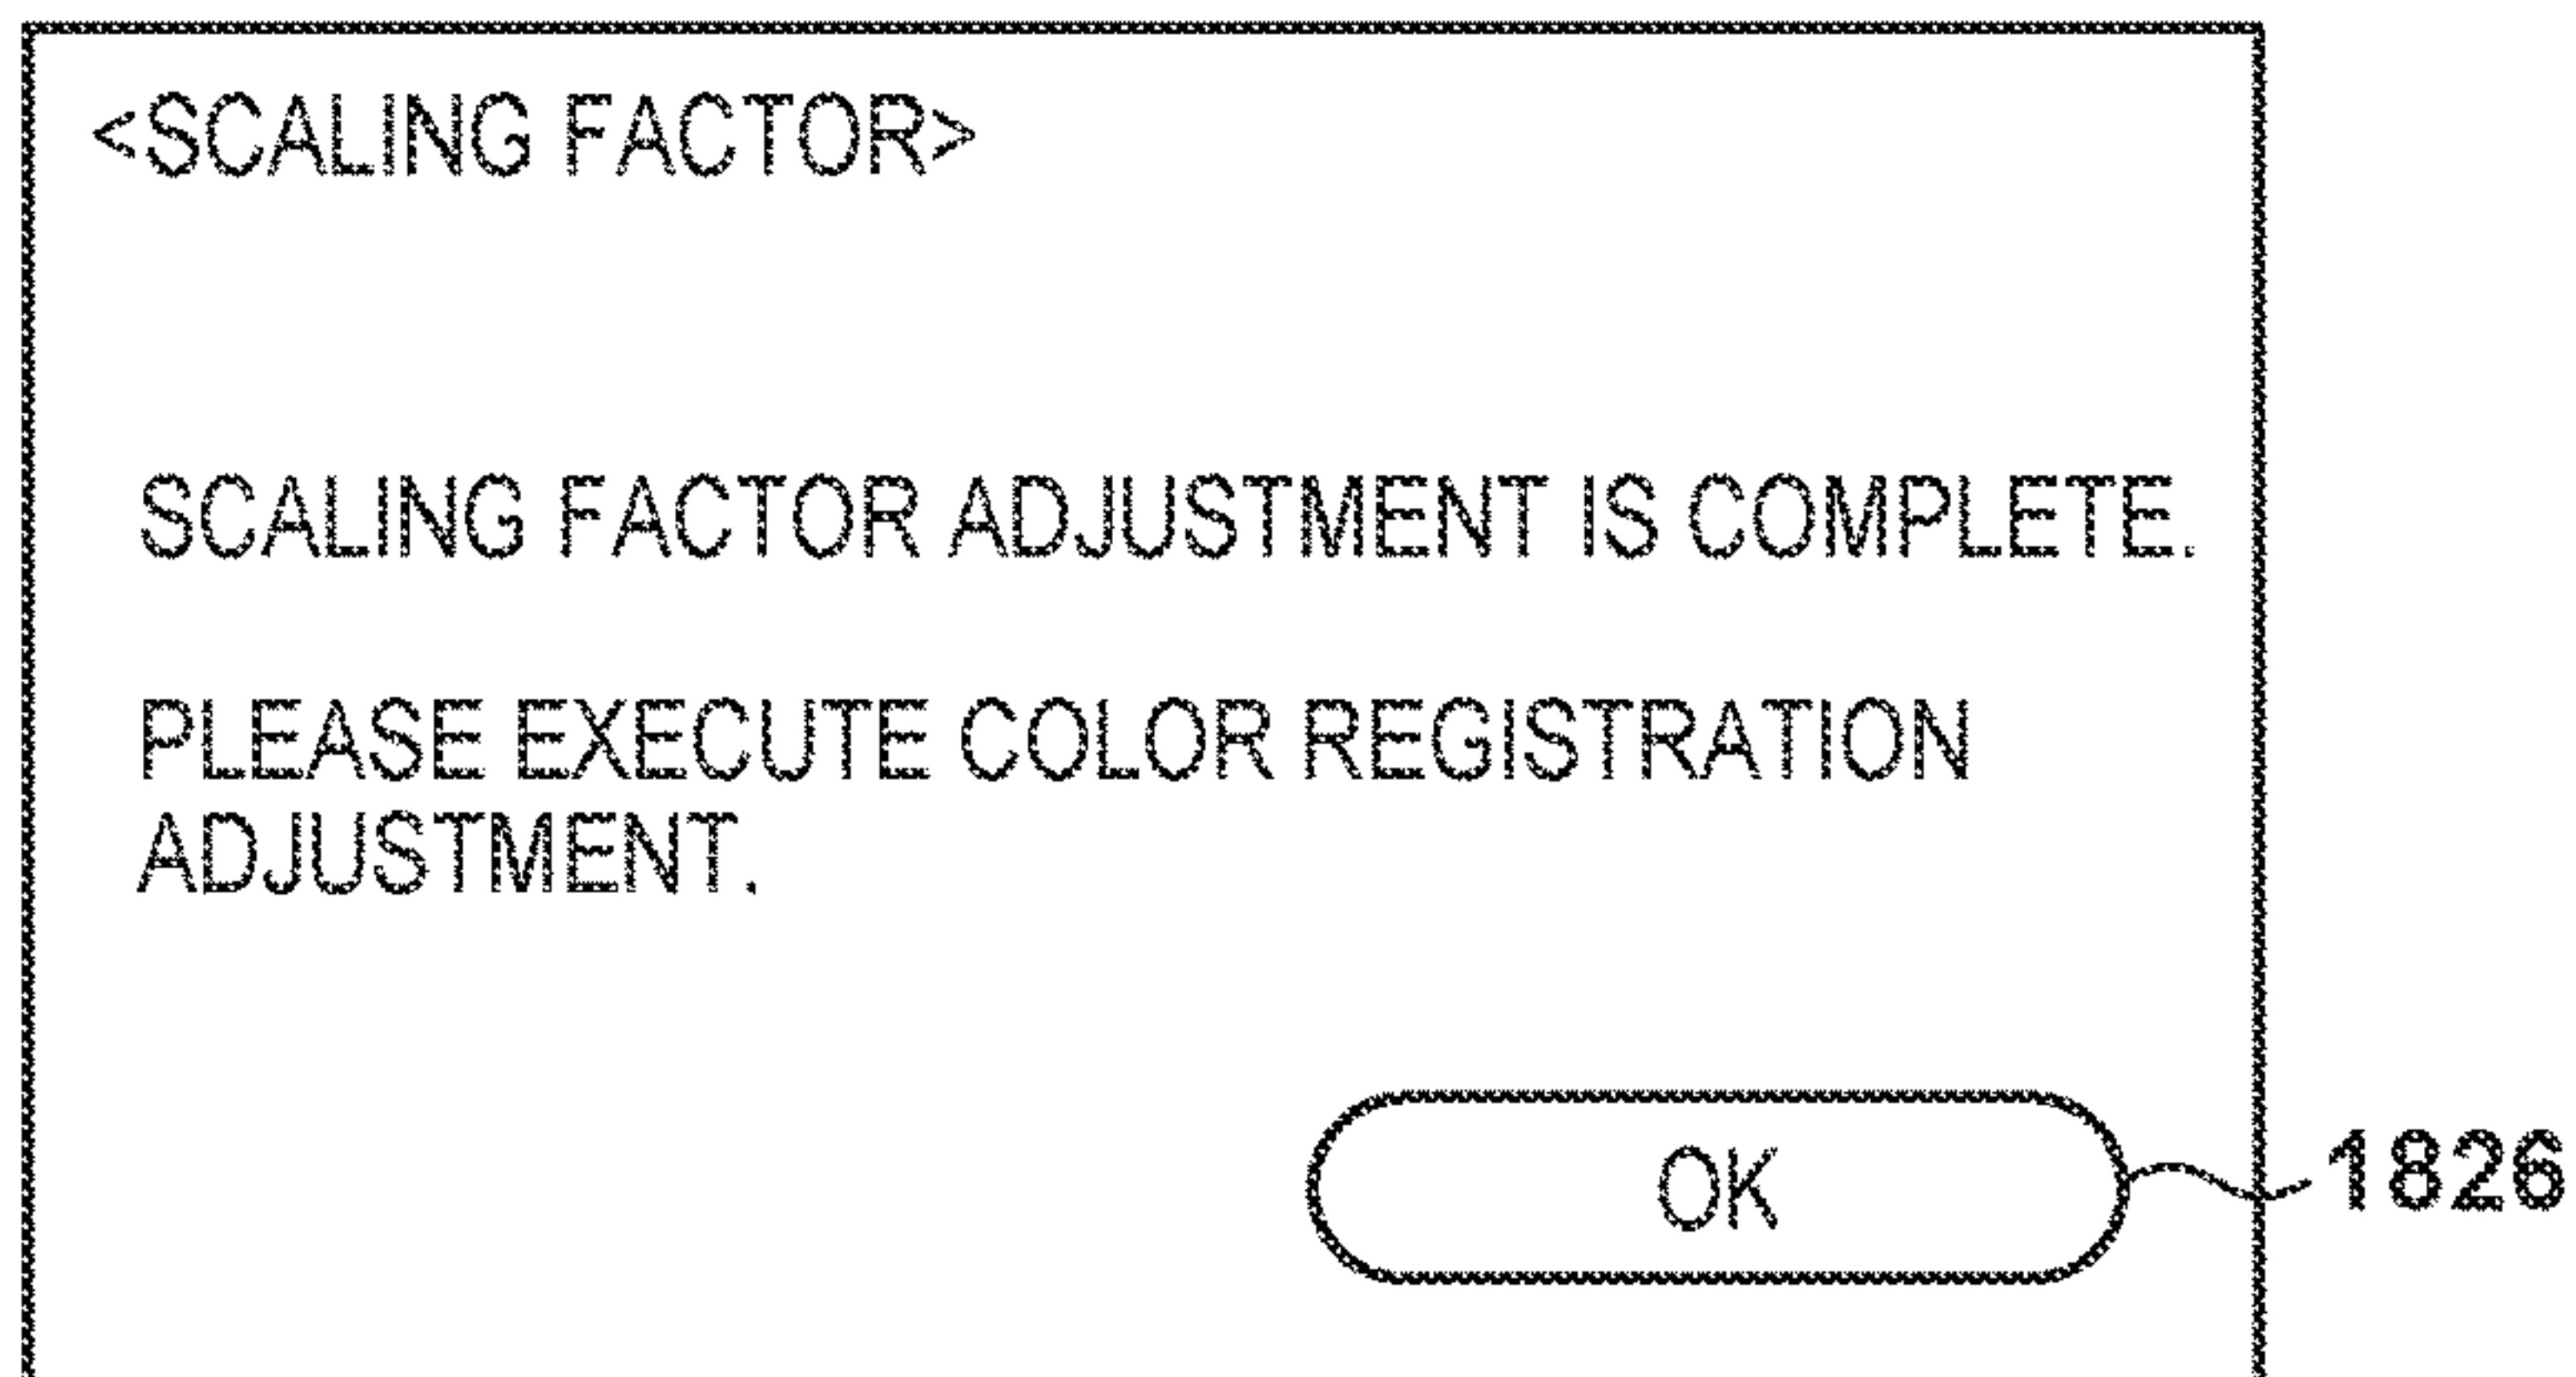 <SCALING FACTOR>
SCALING FACTOR ADJUSTMENT IS COMPLETE.
PLEASE EXECUTE COLOR REGISTRATION
ADJUSTMENT.
OK
1826